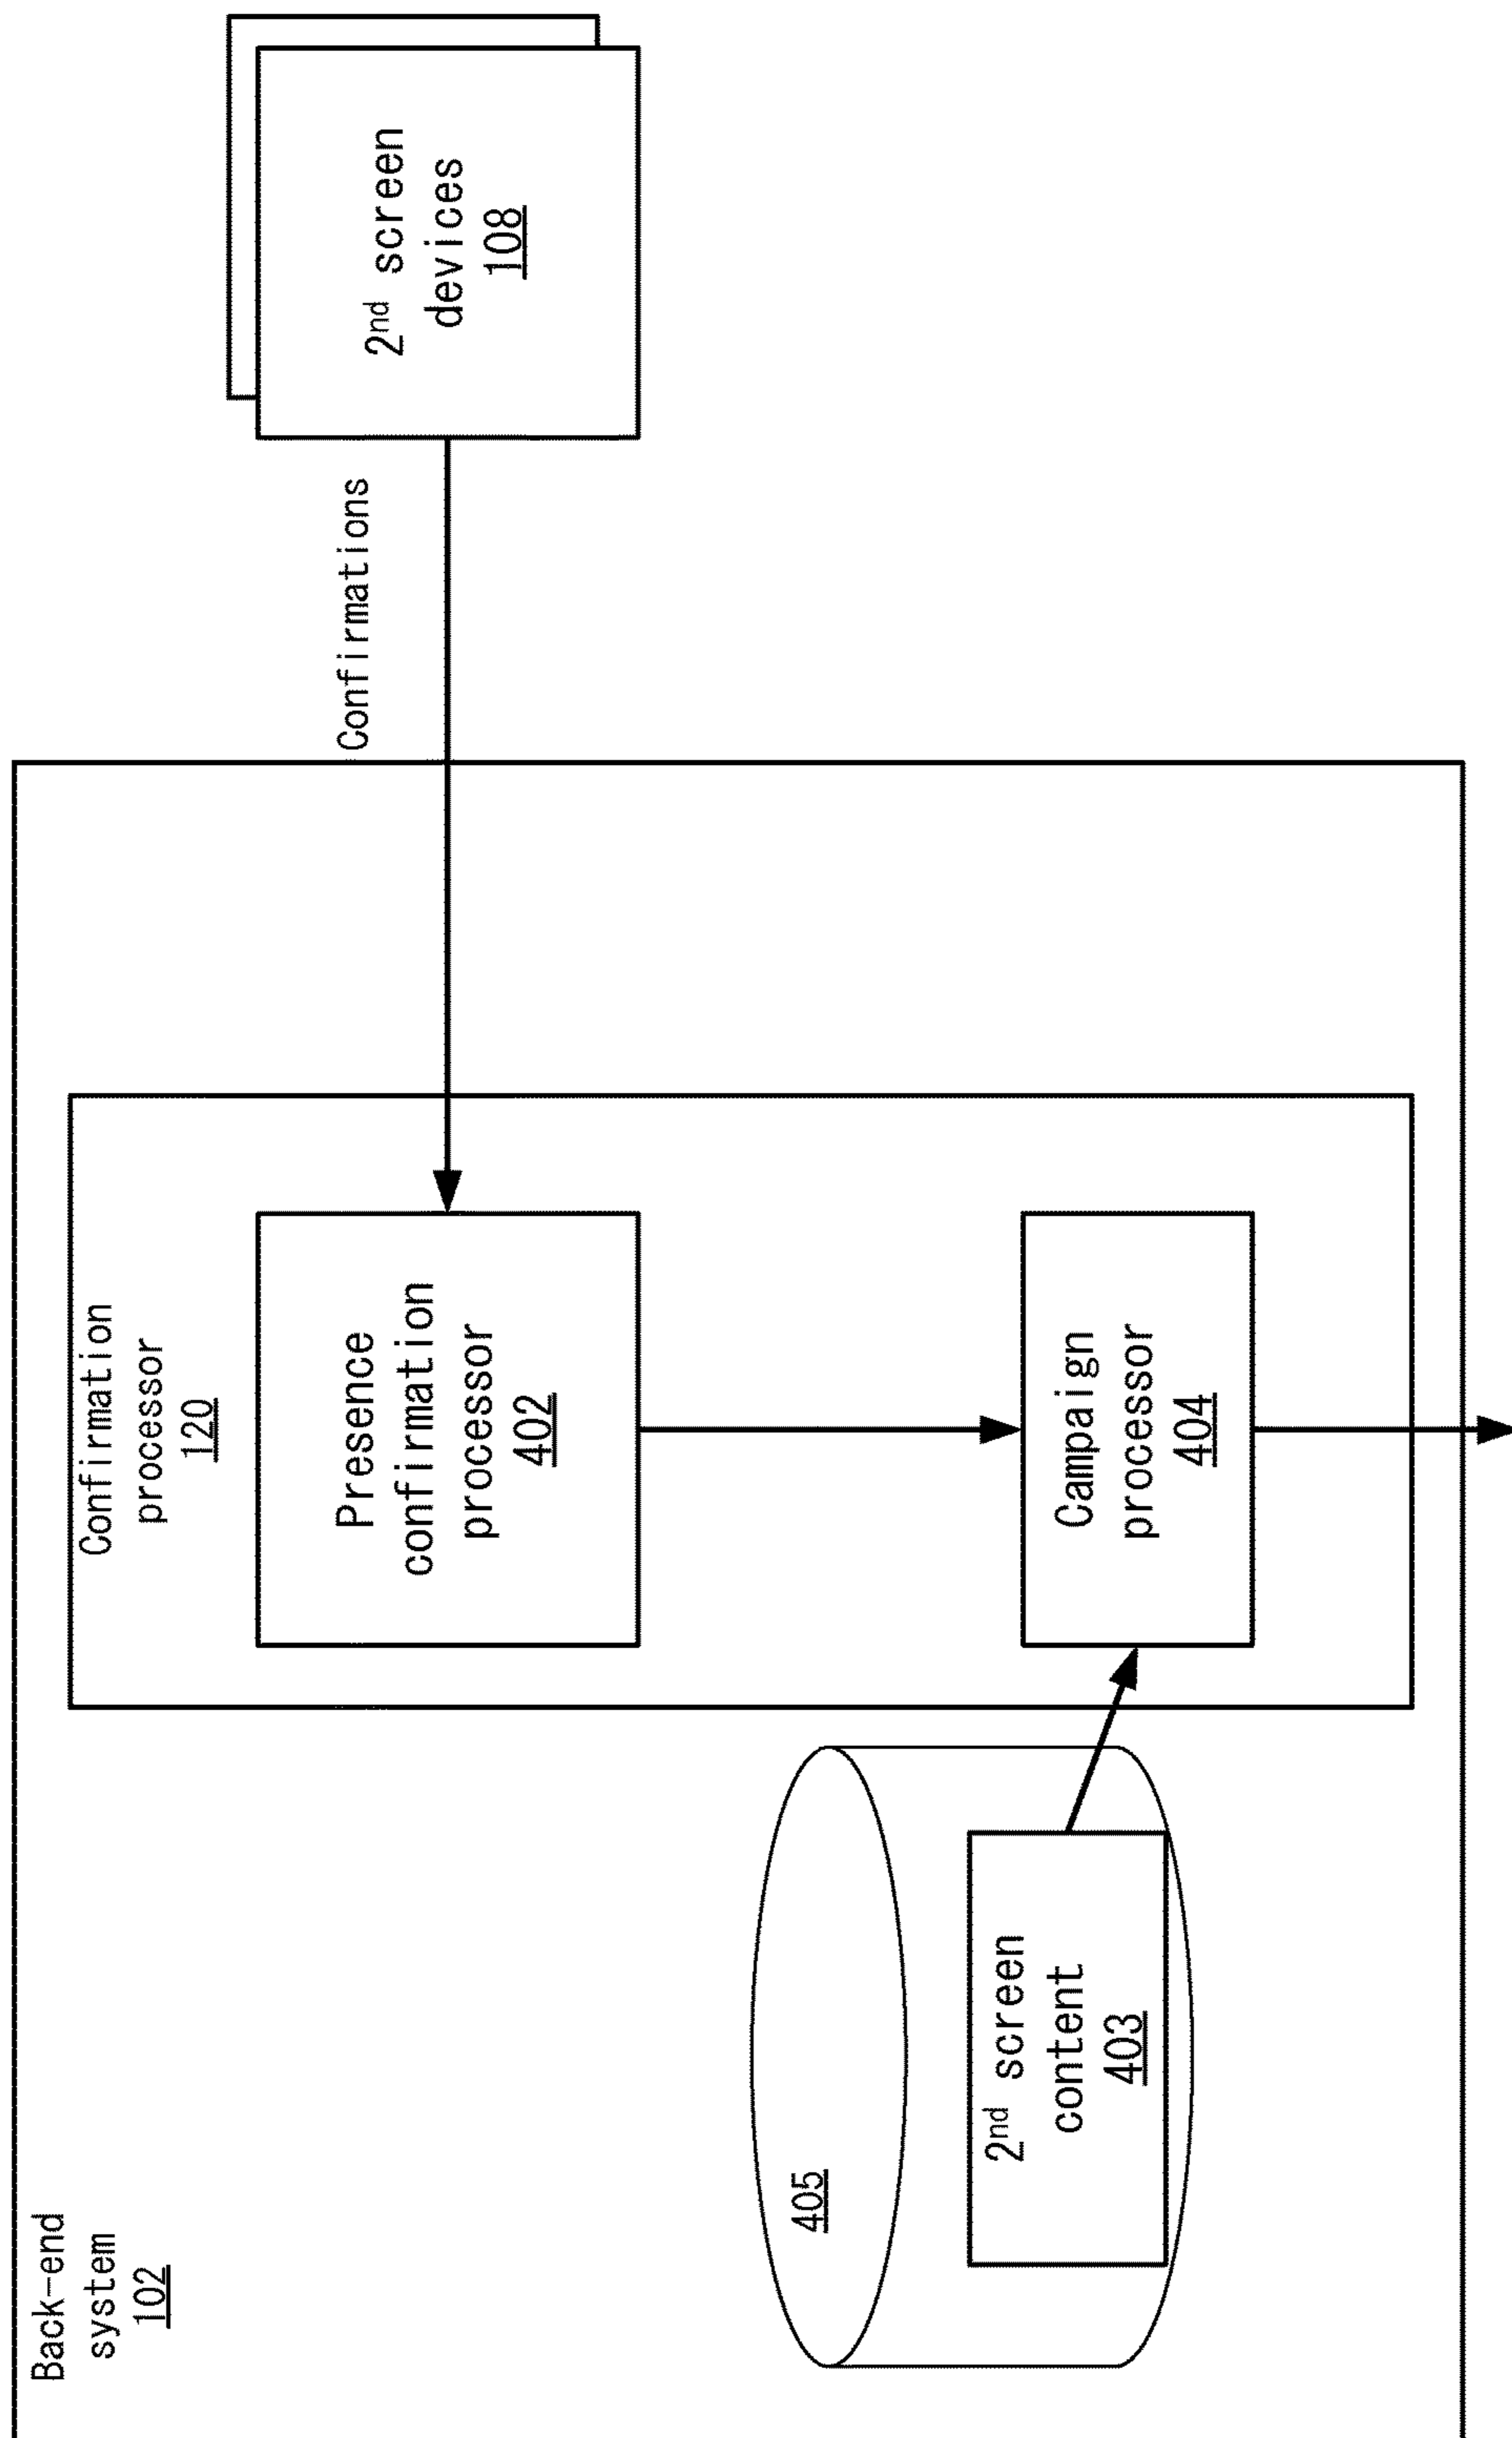 Back-end
system
102
Confirmation
processor
120
Presence
confirmation
processor
402
Confirmations
2nd screen
devices
108
405
2nd screen
content
403
Campaign
processor
404